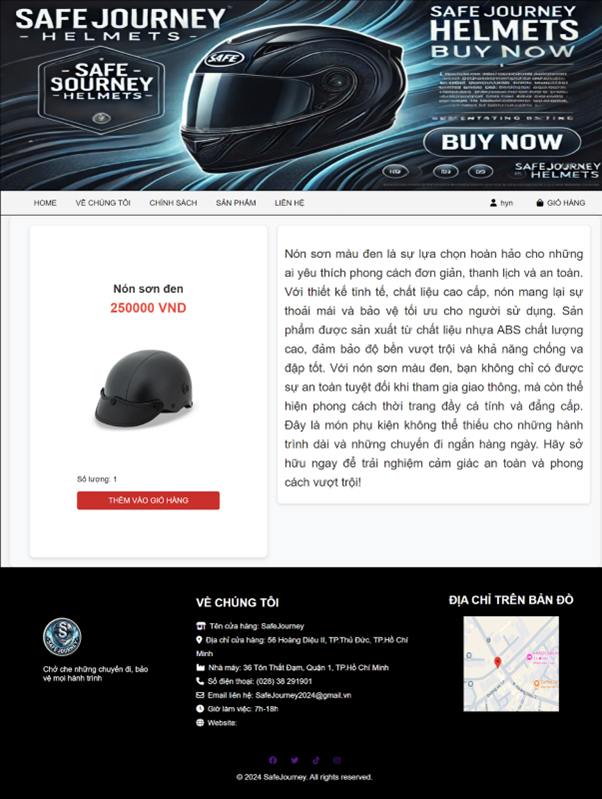 SAFE JOURNEY
- HELMETS -
SAFE JOURNEY
HELMETS
BUY NOW
- SAFE -
SOURNEY
- HELMETS -
SAFE
BUY NOW
SAFEJOURNEY
HELMETS
HOME VỀ CHÚNG TÔI CHÍNH SÁCH SẢN PHẨM LIÊN HỆ hyn GIỎ HÀNG
Nón sơn đen
250000 VND
Số lượng: 1
THÊM VÀO GIỎ HÀNG
Nón sơn màu đen là sự lựa chọn hoàn hảo cho những
ai yêu thích phong cách đơn giản, thanh lịch và an toàn.
Với thiết kế tinh tế, chất liệu cao cấp, nón mang lại sự
thoải mái và bảo vệ tối ưu cho người sử dụng. Sản
phẩm được sản xuất từ chất liệu nhựa ABS chất lượng
cao, đảm bảo độ bền vượt trội và khả năng chống va
đập tốt. Với nón sơn màu đen, bạn không chỉ có được
sự an toàn tuyệt đối khi tham gia giao thông, mà còn thể
hiện phong cách thời trang đầy cá tính và đẳng cấp.
Đây là món phụ kiện không thể thiếu cho những hành
trình dài và những chuyến đi ngắn hàng ngày. Hãy sở
hữu ngay để trải nghiệm cảm giác an toàn và phong
cách vượt trội!
Chở che những chuyến đi, bảo
vệ mọi hành trình
VỀ CHÚNG TÔI
Tên cửa hàng: SafeJourney
Địa chỉ cửa hàng: 56 Hoàng Diệu II, TP.Thủ Đức, TP.Hồ Chí
Minh
Nhà máy: 36 Tôn Thất Đạm, Quận 1, TP.Hồ Chí Minh
Số điện thoại: (028) 38 291901
Email liên hệ: SafeJourney2024@gmail.vn
Giờ làm việc: 7h-18h
Website:
ĐỊA CHỈ TRÊN BẢN ĐỒ
© 2024 SafeJourney. All rights reserved.